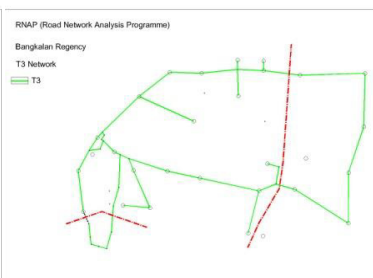 RNAP (Road Network Analysis Programme)
Bangkalan Regency
T3 Network
T3